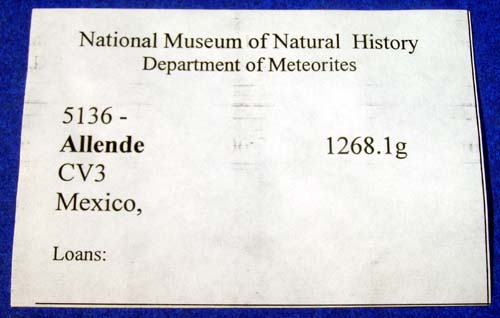 National Museum of Natural History
Department of Meteorites
5136 -
Allende 1268.1g
CV3
Mexico,
Loans: